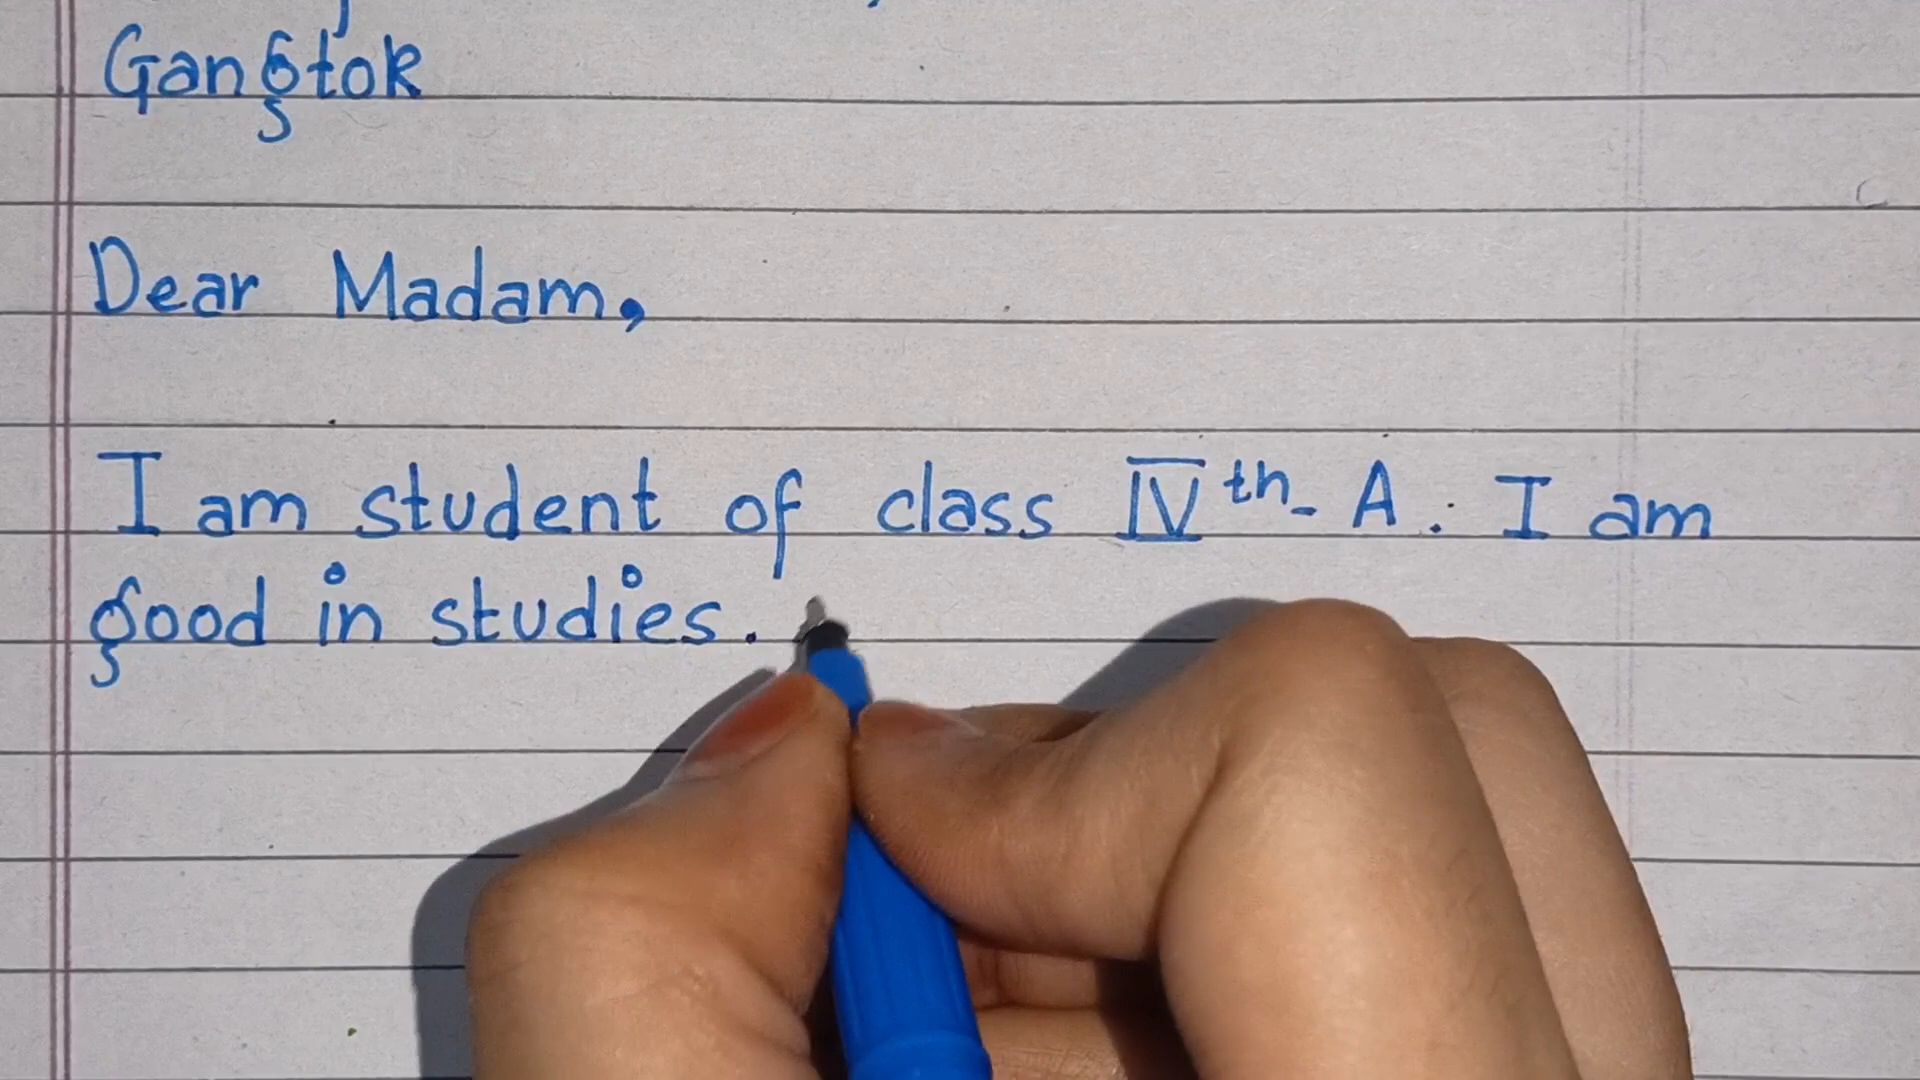 Gangtok
Dear Madam,
I am student of class IVth- A. I am
good in studies.